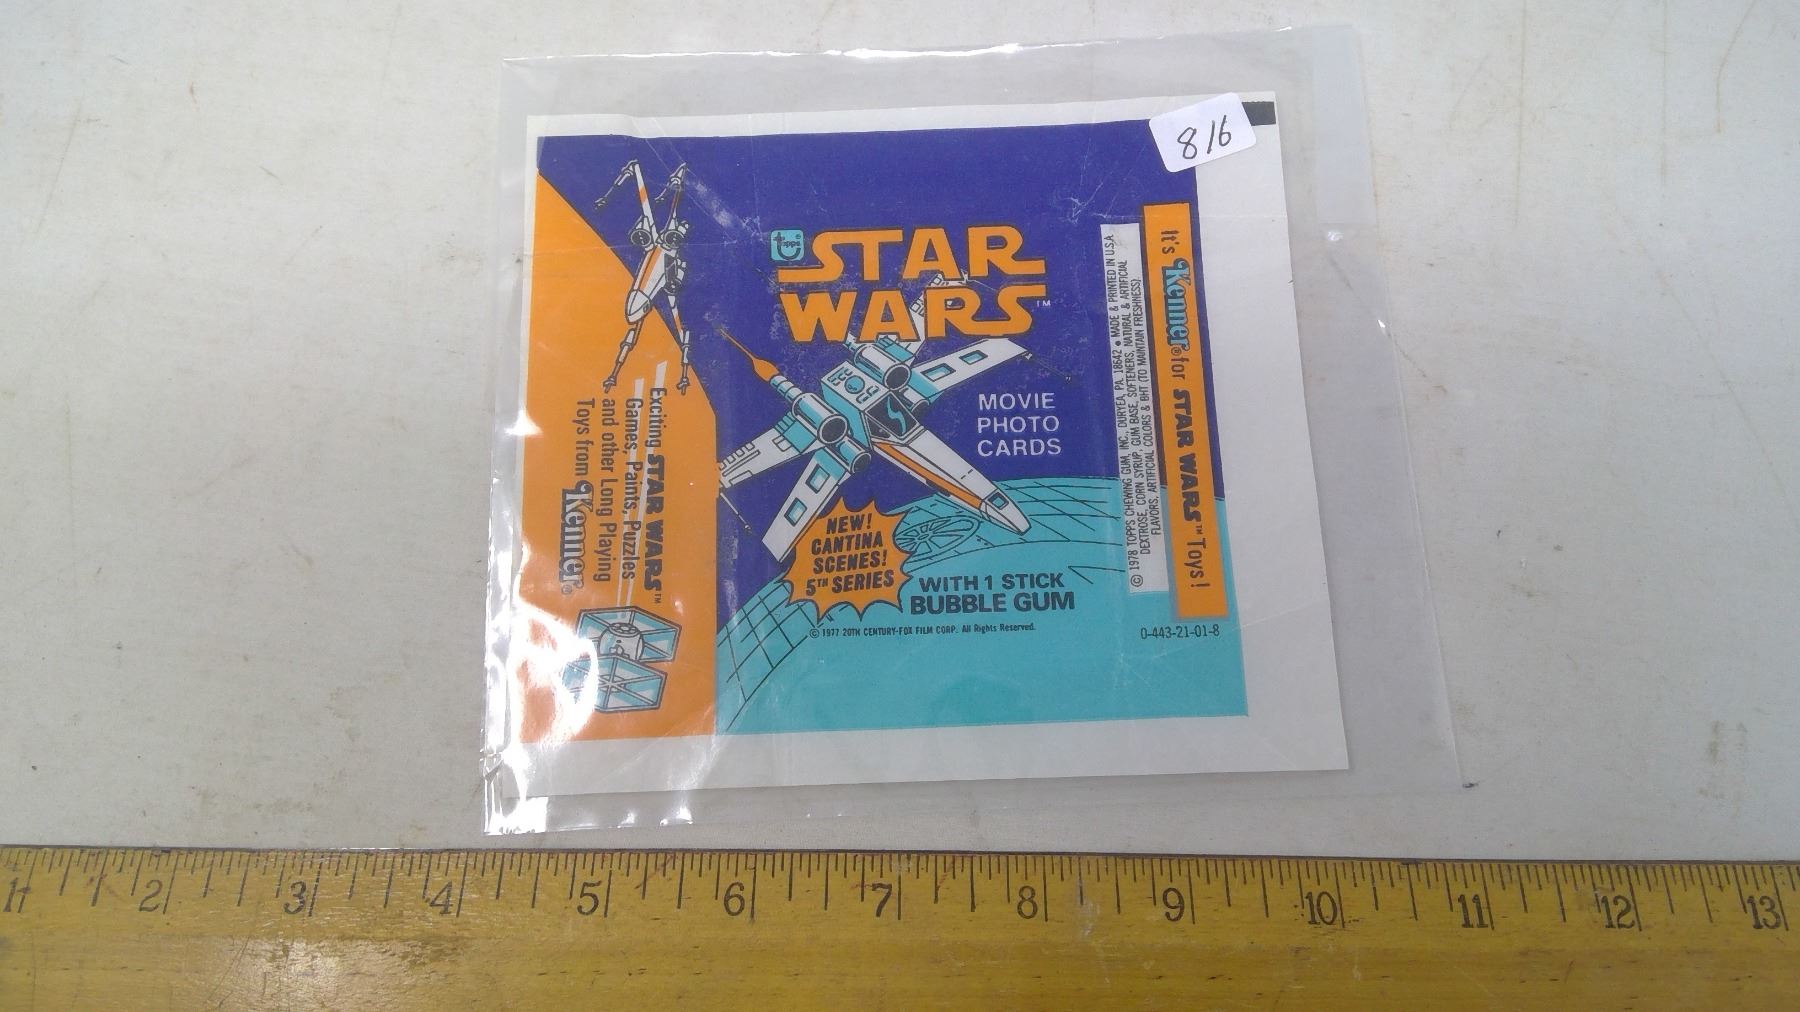 816
topps
STAR
WARS™
MOVIE
PHOTO
CARDS
NEW!
CANTINA
SCENES!
5TH SERIES
WITH 1 STICK
BUBBLE GUM
© 1977 20TH CENTURY-FOX FILM CORP. All Rights Reserved.
Exciting STAR WARS™
Games, Paints, Puzzles
and other Long Playing
Toys from Kenner®
© 1978 TOPPS CHEWING GUM, INC., DURYEA, PA. 18642 • MADE & PRINTED IN U.S.A
DEXTROSE, CORN SYRUP, GUM BASE, SOFTENERS, NATURAL & ARTIFICIAL
FLAVORS, ARTIFICIAL COLORS & BHT (TO MAINTAIN FRESHNESS).
It's Kenner® for STAR WARS™ Toys!
0-443-21-01-8
1 2 3 4 5 6 7 8 9 10 11 12 13